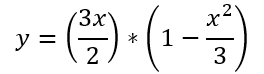 y = (3x/2) * (1 − x²/3)